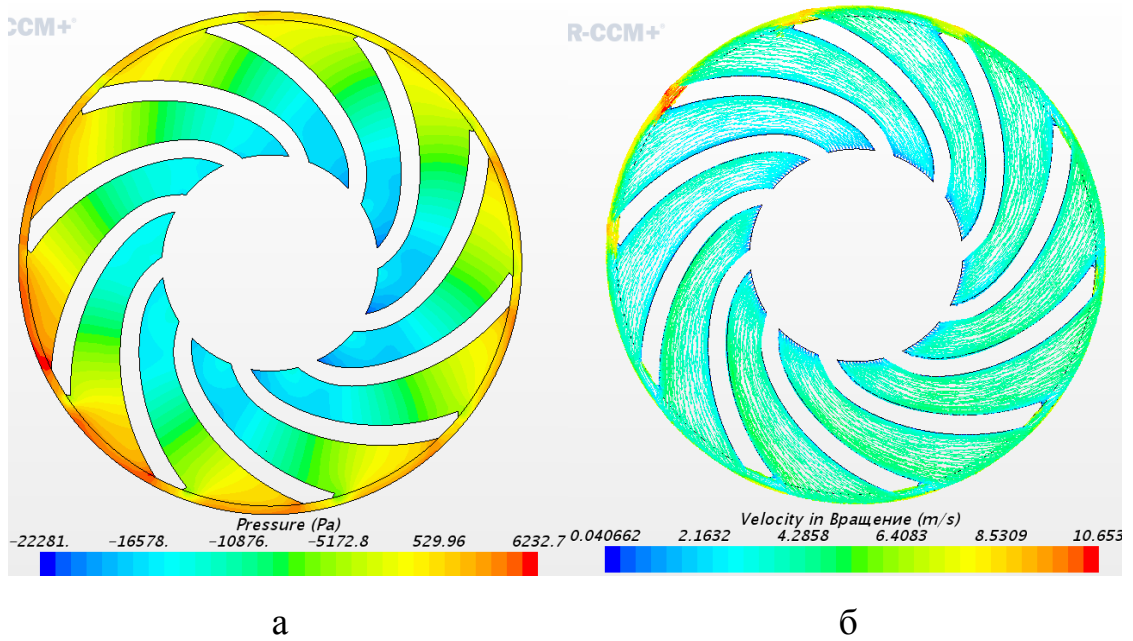 CCM+
R-CCM+
Pressure (Pa)
−22281. −16578. −10876. −51172.8 529.96 6232.7
Velocity in Вращение (m/s)
0.040662 2.1632 4.2858 6.4083 8.5309 10.653
а б